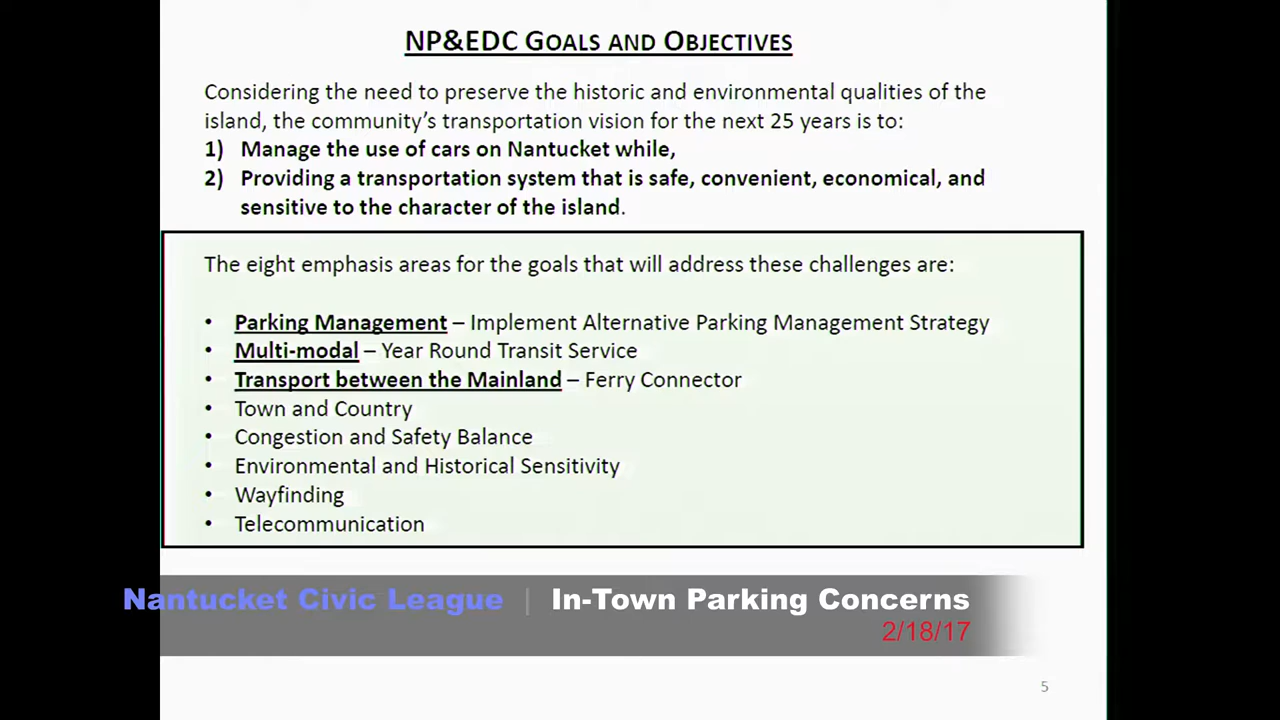 NP&EDC GOALS AND OBJECTIVES
Considering the need to preserve the historic and environmental qualities of the
island, the community's transportation vision for the next 25 years is to:
1) Manage the use of cars on Nantucket while,
2) Providing a transportation system that is safe, convenient, economical, and
sensitive to the character of the island.
The eight emphasis areas for the goals that will address these challenges are:
• Parking Management – Implement Alternative Parking Management Strategy
• Multi-modal – Year Round Transit Service
• Transport between the Mainland – Ferry Connector
• Town and Country
• Congestion and Safety Balance
• Environmental and Historical Sensitivity
• Wayfinding
• Telecommunication
Nantucket Civic League | In-Town Parking Concerns
2/18/17
5